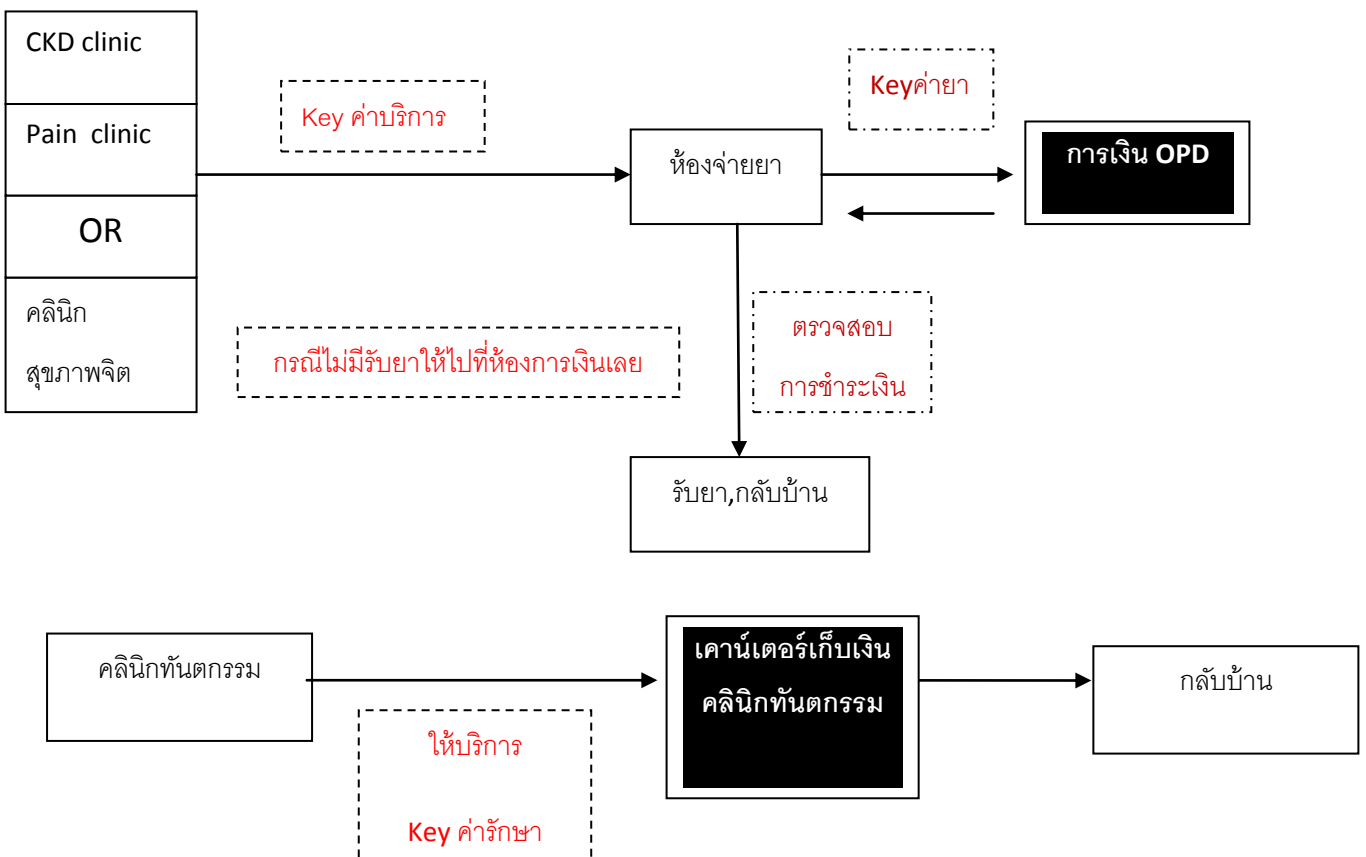 CKD clinic
Pain clinic
OR
คลินิก
สุขภาพจิต
Key ค่าบริการ
ห้องจ่ายยา
Keyค่ายา
การเงิน OPD
กรณีไม่มีรับยาให้ไปที่ห้องการเงินเลย
ตรวจสอบ
การชำระเงิน
รับยา,กลับบ้าน
คลินิกทันตกรรม
ให้บริการ
Key ค่ารักษา
เคาน์เตอร์เก็บเงิน
คลินิกทันตกรรม
กลับบ้าน